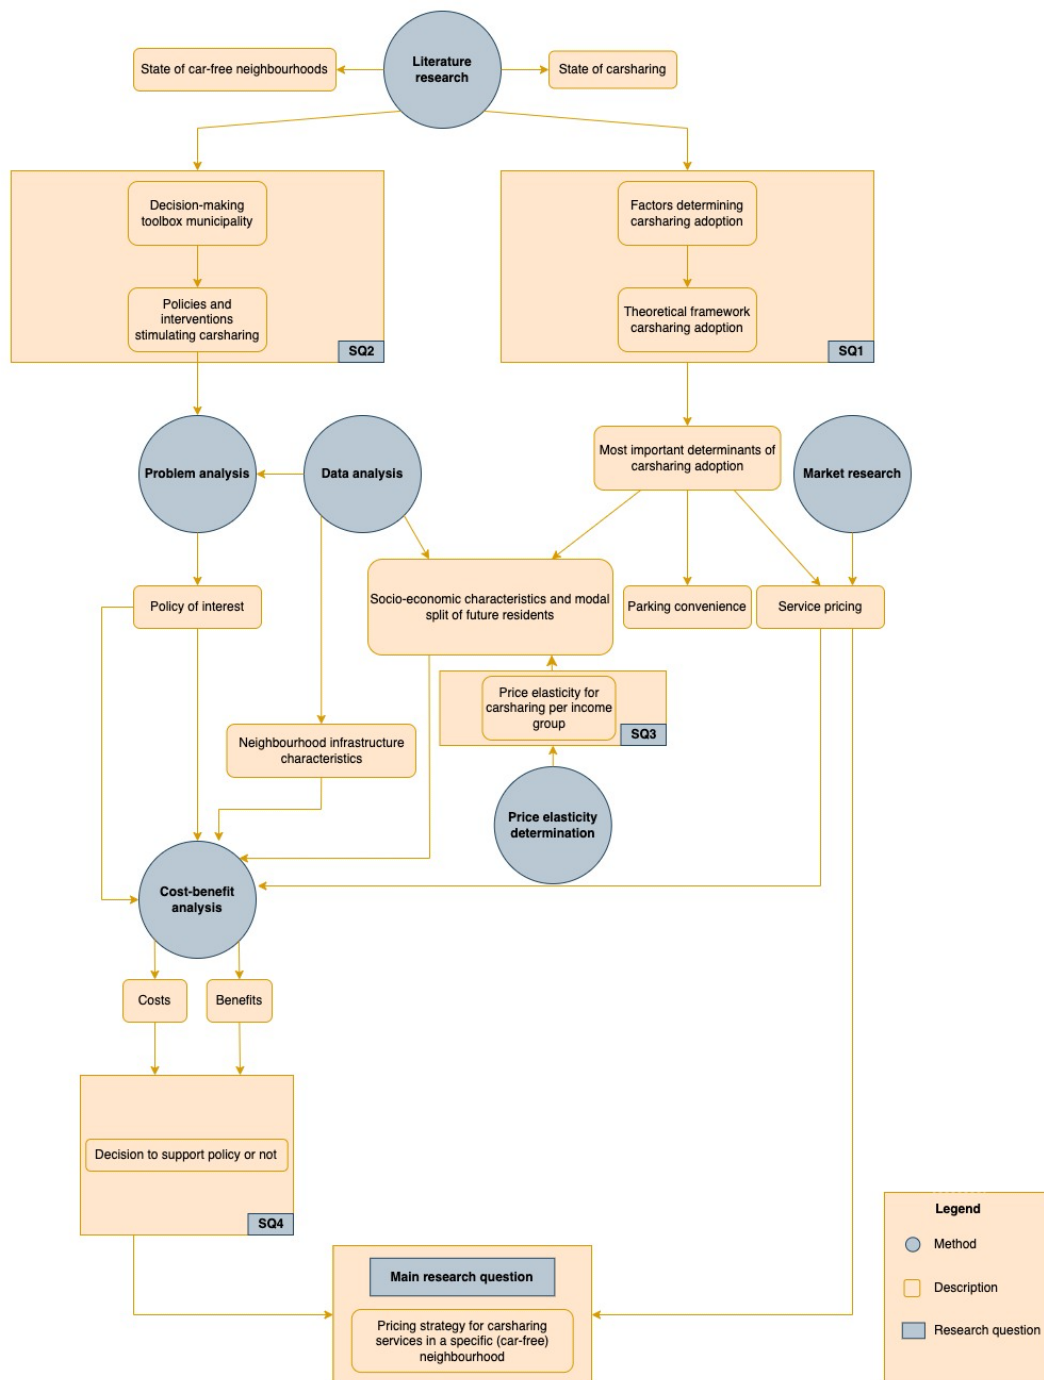 Literature
research
State of car-free neighbourhoods
State of carsharing
Decision-making
toolbox municipality
Policies and
interventions
stimulating carsharing
SQ2
Factors determining
carsharing adoption
Theoretical framework
carsharing adoption
SQ1
Problem analysis
Data analysis
Most important determinants of
carsharing adoption
Market research
Policy of interest
Socio-economic characteristics and modal
split of future residents
Parking convenience
Service pricing
Price elasticity for
carsharing per income
group
SQ3
Neighbourhood infrastructure
characteristics
Price elasticity
determination
Cost-benefit
analysis
Costs
Benefits
Decision to support policy or not
SQ4
Main research question
Pricing strategy for carsharing
services in a specific (car-free)
neighbourhood
Legend
Method
Description
Research question